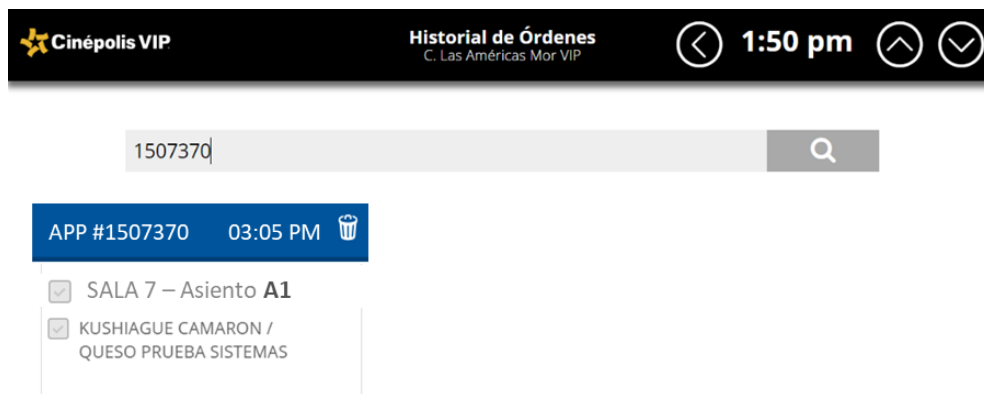 Cinépolis VIP
Historial de Órdenes
C. Las Américas Mor VIP
1:50 pm
1507370
APP #1507370 03:05 PM
SALA 7 – Asiento A1
KUSHIAGUE CAMARON /
QUESO PRUEBA SISTEMAS